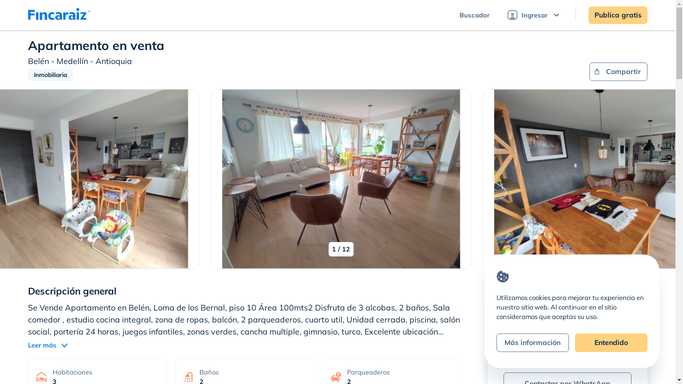 Fincaraiz
Buscador
Ingresar
Publica gratis
Apartamento en venta
Belén - Medellín - Antioquia
Inmobiliaria
Compartir
1 / 12
Descripción general
Se Vende Apartamento en Belén, Loma de los Bernal, piso 10 Área 100mts2 Disfruta de 3 alcobas, 2 baños, Sala
comedor , estudio cocina integral, zona de ropas, balcón, 2 parqueaderos, cuarto util, Unidad cerrada, piscina, salón
social, portería 24 horas, juegos infantiles, zonas verdes, cancha multiple, gimnasio, turco, Excelente ubicación...
Leer más
Habitaciones
3
Baños
2
Parqueaderos
2
Utilizamos cookies para mejorar tu experiencia en
nuestro sitio web. Al continuar en el sitio
consideramos que aceptas su uso.
Más información
Entendido
Contactar por WhatsApp